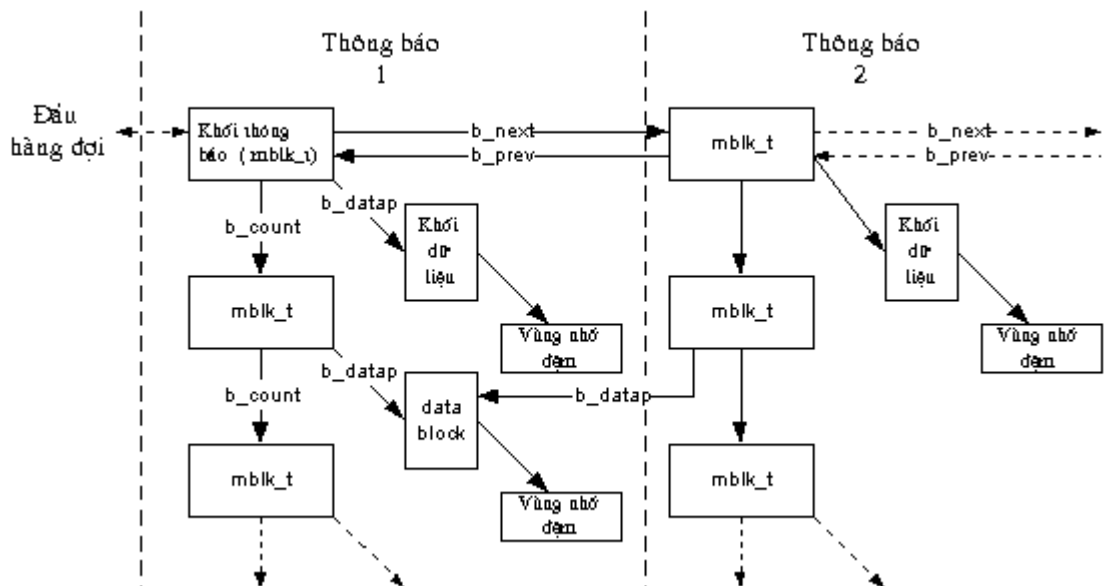 Thông báo
1
Thông báo
2
Đầu
hàng đợi
Khối thông
báo ( mblk_t)
b_next
b_prev
mblk_t
b_next
b_prev
b_count
b_datap
Khối
dữ
liệu
Khối
dữ
liệu
mblk_t
mblk_t
Vùng nhớ
đệm
Vùng nhớ
đệm
b_count
b_datap
data
block
b_datap
mblk_t
mblk_t
Vùng nhớ
đệm